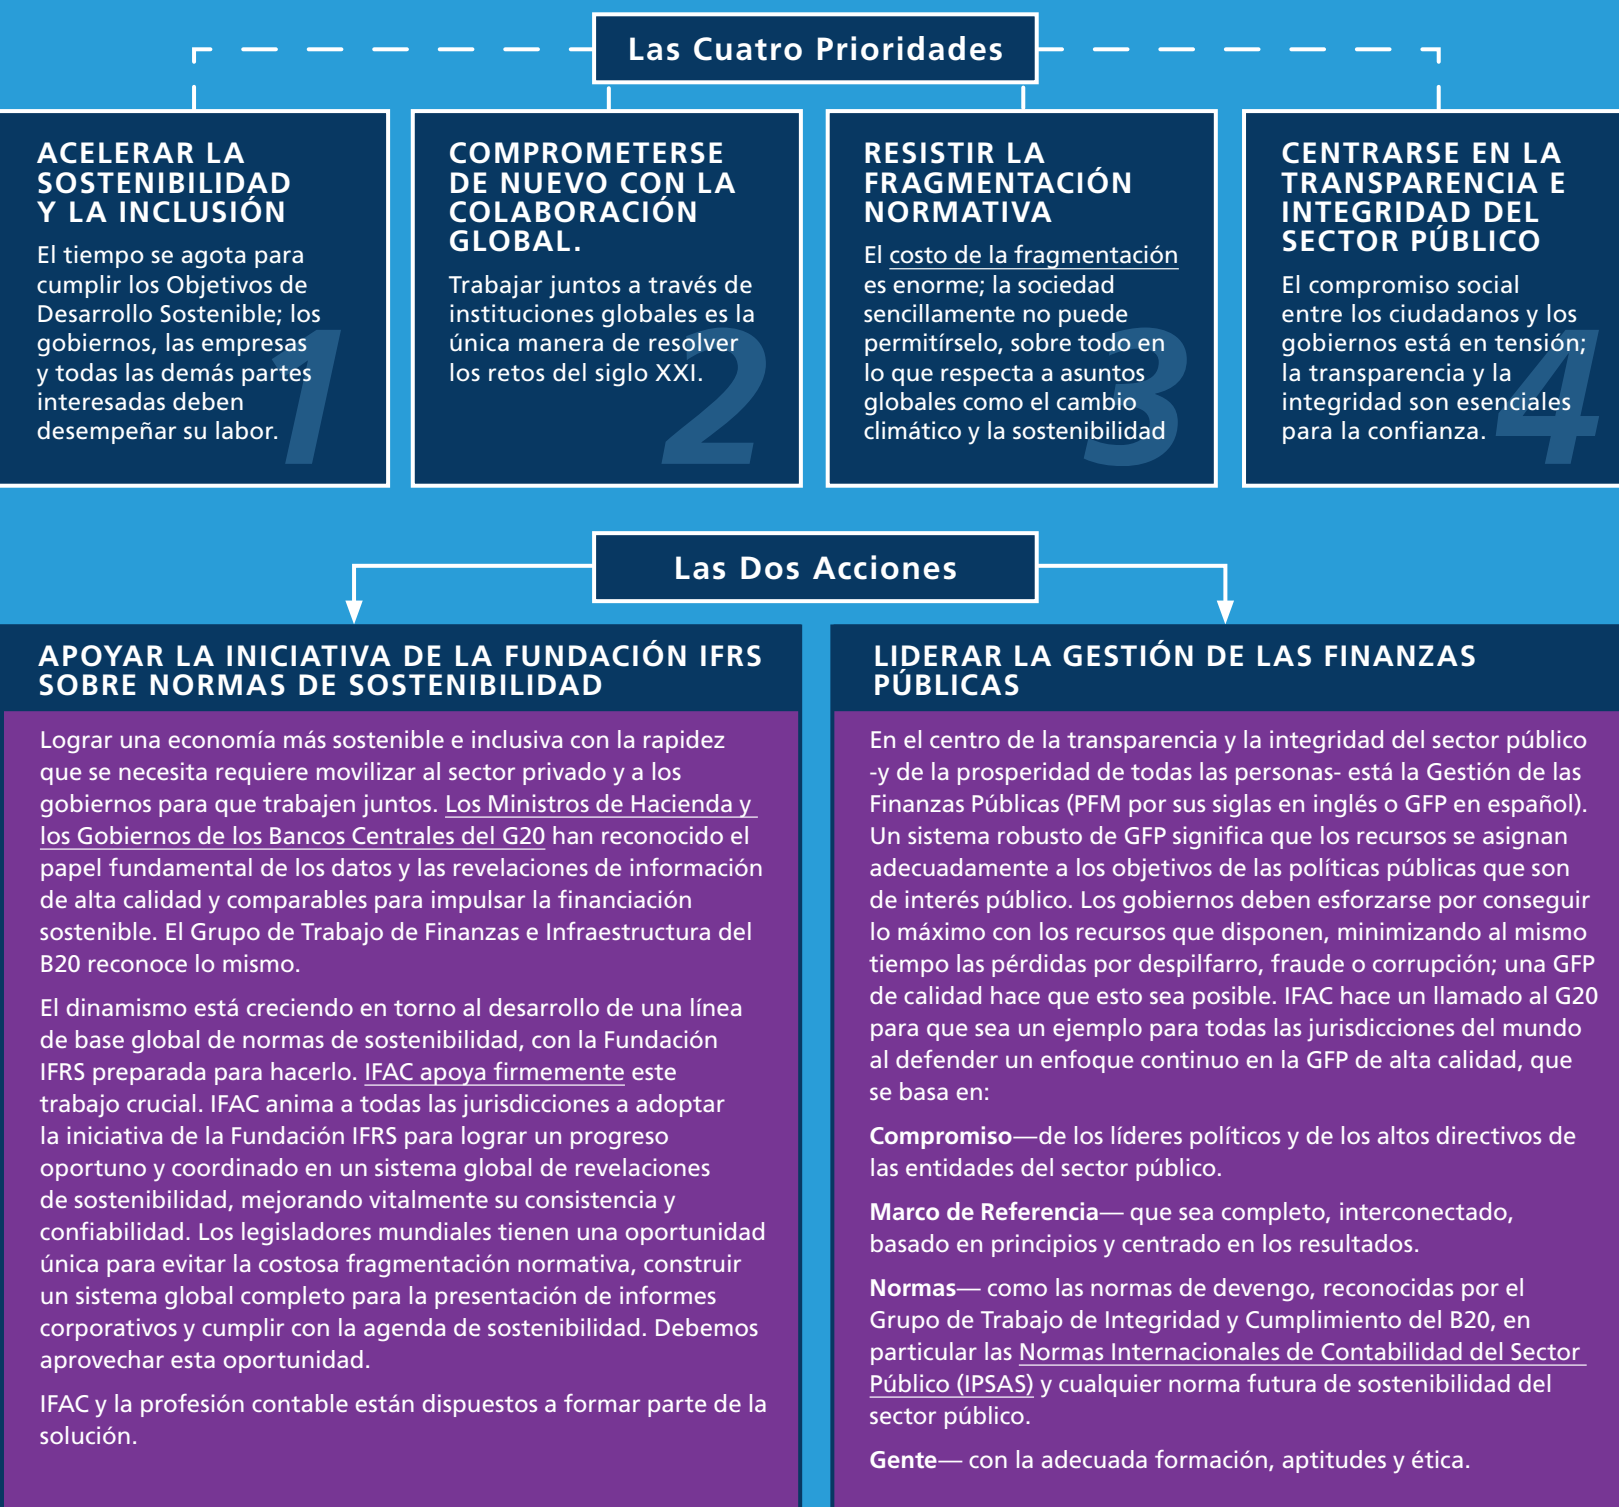 Las Cuatro Prioridades
ACELERAR LA
SOSTENIBILIDAD
Y LA INCLUSIÓN
El tiempo se agota para
cumplir los Objetivos de
Desarrollo Sostenible; los
gobiernos, las empresas
y todas las demás partes
interesadas deben
desempeñar su labor.
1
COMPROMETERSE
DE NUEVO CON LA
COLABORACIÓN
GLOBAL.
Trabajar juntos a través de
instituciones globales es la
única manera de resolver
los retos del siglo XXI.
2
RESISTIR LA
FRAGMENTACIÓN
NORMATIVA
El costo de la fragmentación
es enorme; la sociedad
sencillamente no puede
permitírselo, sobre todo en
lo que respecta a asuntos
globales como el cambio
climático y la sostenibilidad
3
CENTRARSE EN LA
TRANSPARENCIA E
INTEGRIDAD DEL
SECTOR PÚBLICO
El compromiso social
entre los ciudadanos y los
gobiernos está en tensión;
la transparencia y la
integridad son esenciales
para la confianza.
4
Las Dos Acciones
APOYAR LA INICIATIVA DE LA FUNDACIÓN IFRS
SOBRE NORMAS DE SOSTENIBILIDAD
Lograr una economía más sostenible e inclusiva con la rapidez
que se necesita requiere movilizar al sector privado y a los
gobiernos para que trabajen juntos. Los Ministros de Hacienda y
los Gobiernos de los Bancos Centrales del G20 han reconocido el
papel fundamental de los datos y las revelaciones de información
de alta calidad y comparables para impulsar la financiación
sostenible. El Grupo de Trabajo de Finanzas e Infraestructura del
B20 reconoce lo mismo.
El dinamismo está creciendo en torno al desarrollo de una línea
de base global de normas de sostenibilidad, con la Fundación
IFRS preparada para hacerlo. IFAC apoya firmemente este
trabajo crucial. IFAC anima a todas las jurisdicciones a adoptar
la iniciativa de la Fundación IFRS para lograr un progreso
oportuno y coordinado en un sistema global de revelaciones
de sostenibilidad, mejorando vitalmente su consistencia y
confiabilidad. Los legisladores mundiales tienen una oportunidad
única para evitar la costosa fragmentación normativa, construir
un sistema global completo para la presentación de informes
corporativos y cumplir con la agenda de sostenibilidad. Debemos
aprovechar esta oportunidad.
IFAC y la profesión contable están dispuestos a formar parte de la
solución.
LIDERAR LA GESTIÓN DE LAS FINANZAS
PÚBLICAS
En el centro de la transparencia y la integridad del sector público
-y de la prosperidad de todas las personas- está la Gestión de las
Finanzas Públicas (PFM por sus siglas en inglés o GFP en español).
Un sistema robusto de GFP significa que los recursos se asignan
adecuadamente a los objetivos de las políticas públicas que son
de interés público. Los gobiernos deben esforzarse por conseguir
lo máximo con los recursos que disponen, minimizando al mismo
tiempo las pérdidas por despilfarro, fraude o corrupción; una GFP
de calidad hace que esto sea posible. IFAC hace un llamado al G20
para que sea un ejemplo para todas las jurisdicciones del mundo
al defender un enfoque continuo en la GFP de alta calidad, que
se basa en:
Compromiso—de los líderes políticos y de los altos directivos de
las entidades del sector público.
Marco de Referencia— que sea completo, interconectado,
basado en principios y centrado en los resultados.
Normas— como las normas de devengo, reconocidas por el
Grupo de Trabajo de Integridad y Cumplimiento del B20, en
particular las Normas Internacionales de Contabilidad del Sector
Público (IPSAS) y cualquier norma futura de sostenibilidad del
sector público.
Gente— con la adecuada formación, aptitudes y ética.